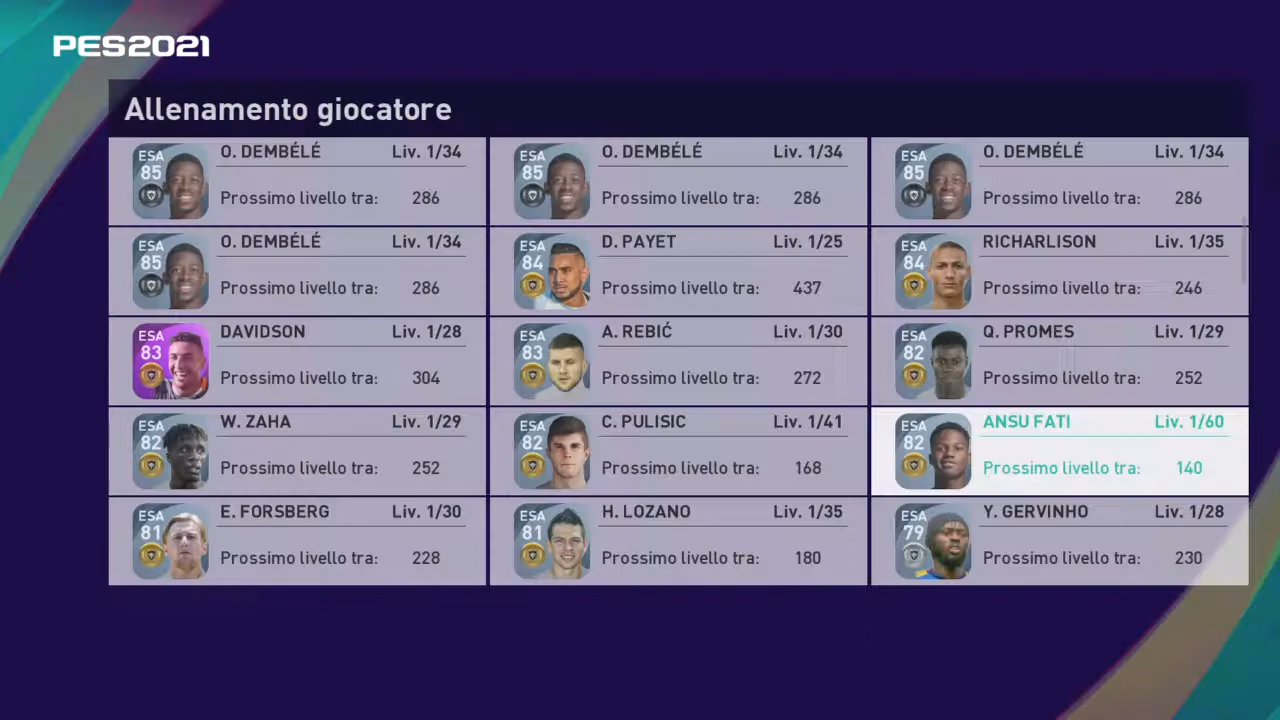 PES2021
Allenamento giocatore
ESA 85 O. DEMBÉLÉ Liv. 1/34
Prossimo livello tra: 286
ESA 85 O. DEMBÉLÉ Liv. 1/34
Prossimo livello tra: 286
ESA 85 O. DEMBÉLÉ Liv. 1/34
Prossimo livello tra: 286
ESA 85 O. DEMBÉLÉ Liv. 1/34
Prossimo livello tra: 286
ESA 84 D. PAYET Liv. 1/25
Prossimo livello tra: 437
ESA 84 RICHARLISON Liv. 1/35
Prossimo livello tra: 246
ESA 83 DAVIDSON Liv. 1/28
Prossimo livello tra: 304
ESA 83 A. REBIĆ Liv. 1/30
Prossimo livello tra: 272
ESA 82 Q. PROMES Liv. 1/29
Prossimo livello tra: 252
ESA 82 W. ZAHA Liv. 1/29
Prossimo livello tra: 252
ESA 82 C. PULISIC Liv. 1/41
Prossimo livello tra: 168
ESA 82 ANSU FATI Liv. 1/60
Prossimo livello tra: 140
ESA 81 E. FORSBERG Liv. 1/30
Prossimo livello tra: 228
ESA 81 H. LOZANO Liv. 1/35
Prossimo livello tra: 180
ESA 79 Y. GERVINHO Liv. 1/28
Prossimo livello tra: 230